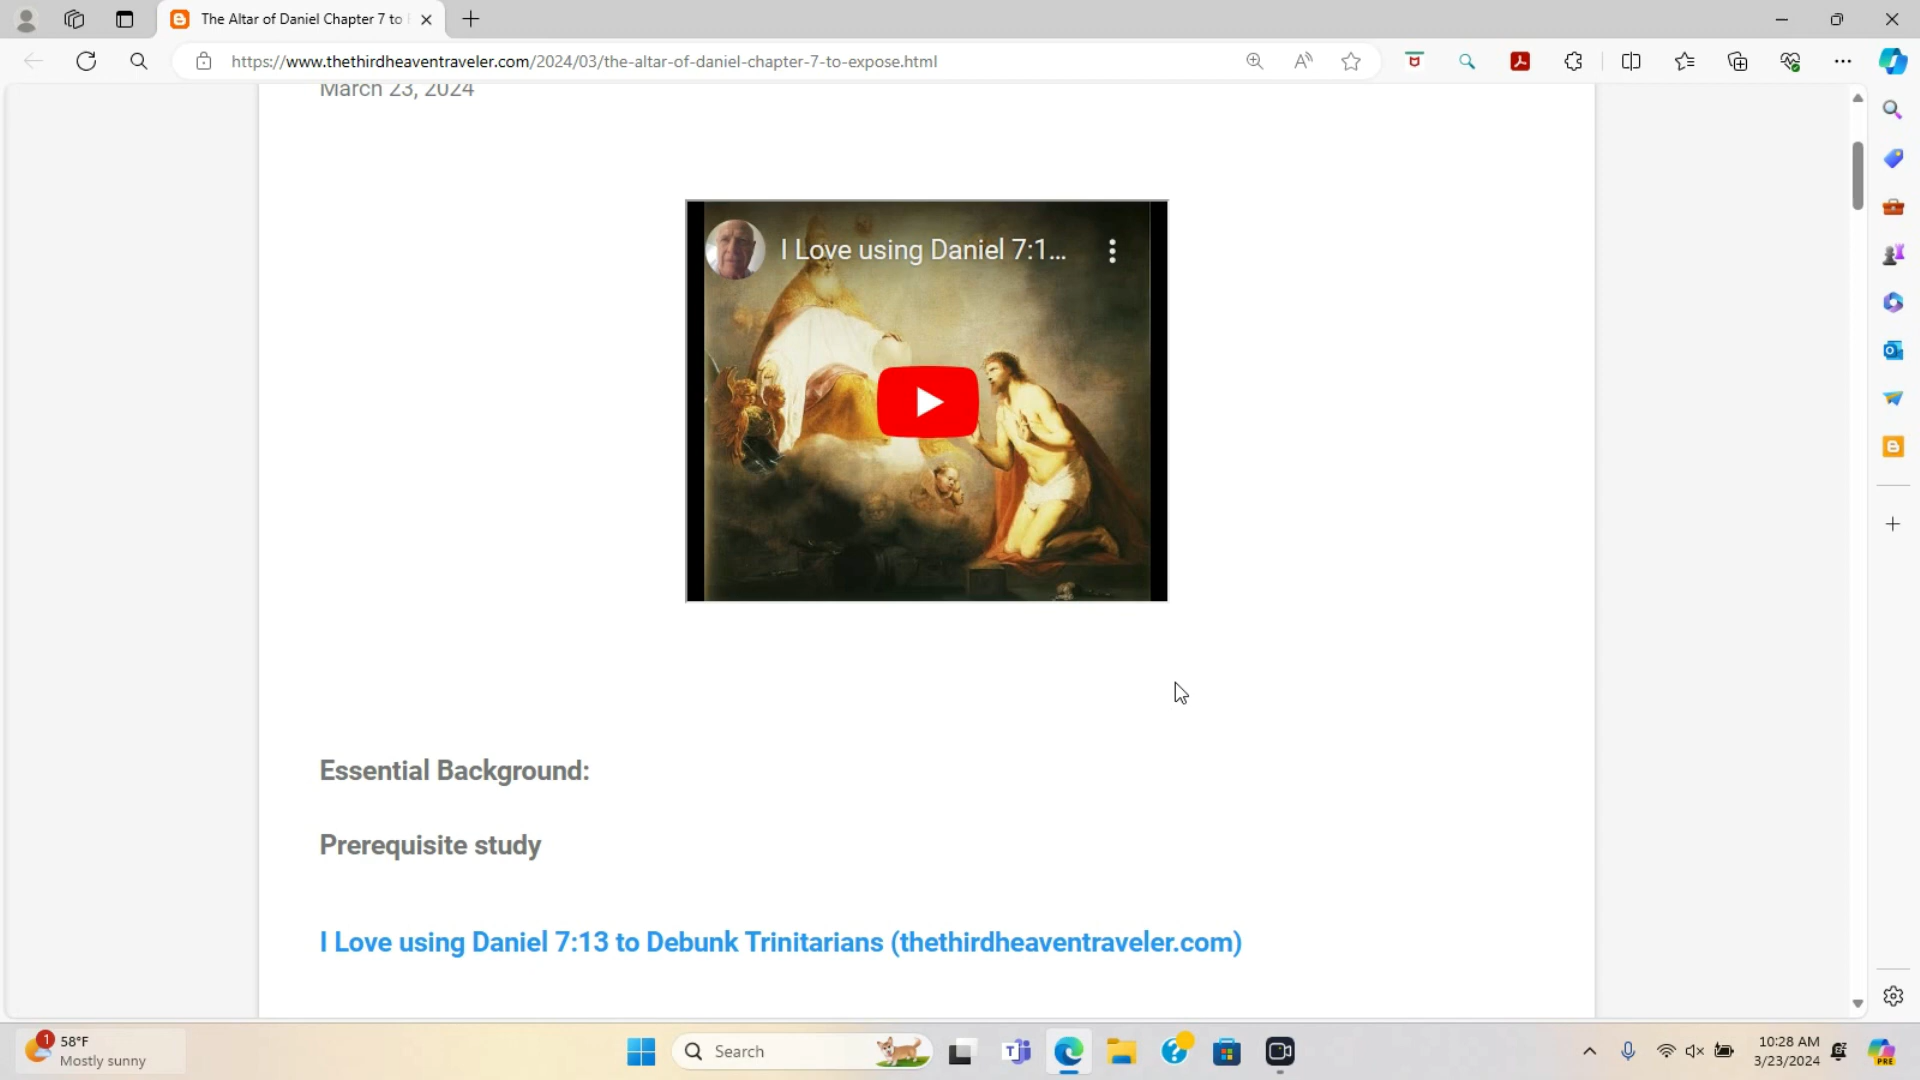 The Altar of Daniel Chapter 7 to
https://www.thethirdheaventraveler.com/2024/03/the-altar-of-daniel-chapter-7-to-expose.html
March 23, 2024
I Love using Daniel 7:1...
Essential Background:
Prerequisite study
I Love using Daniel 7:13 to Debunk Trinitarians (thethirdheaventraveler.com)
1
58°F
Mostly sunny
Search
10:28 AM
3/23/2024
PRE